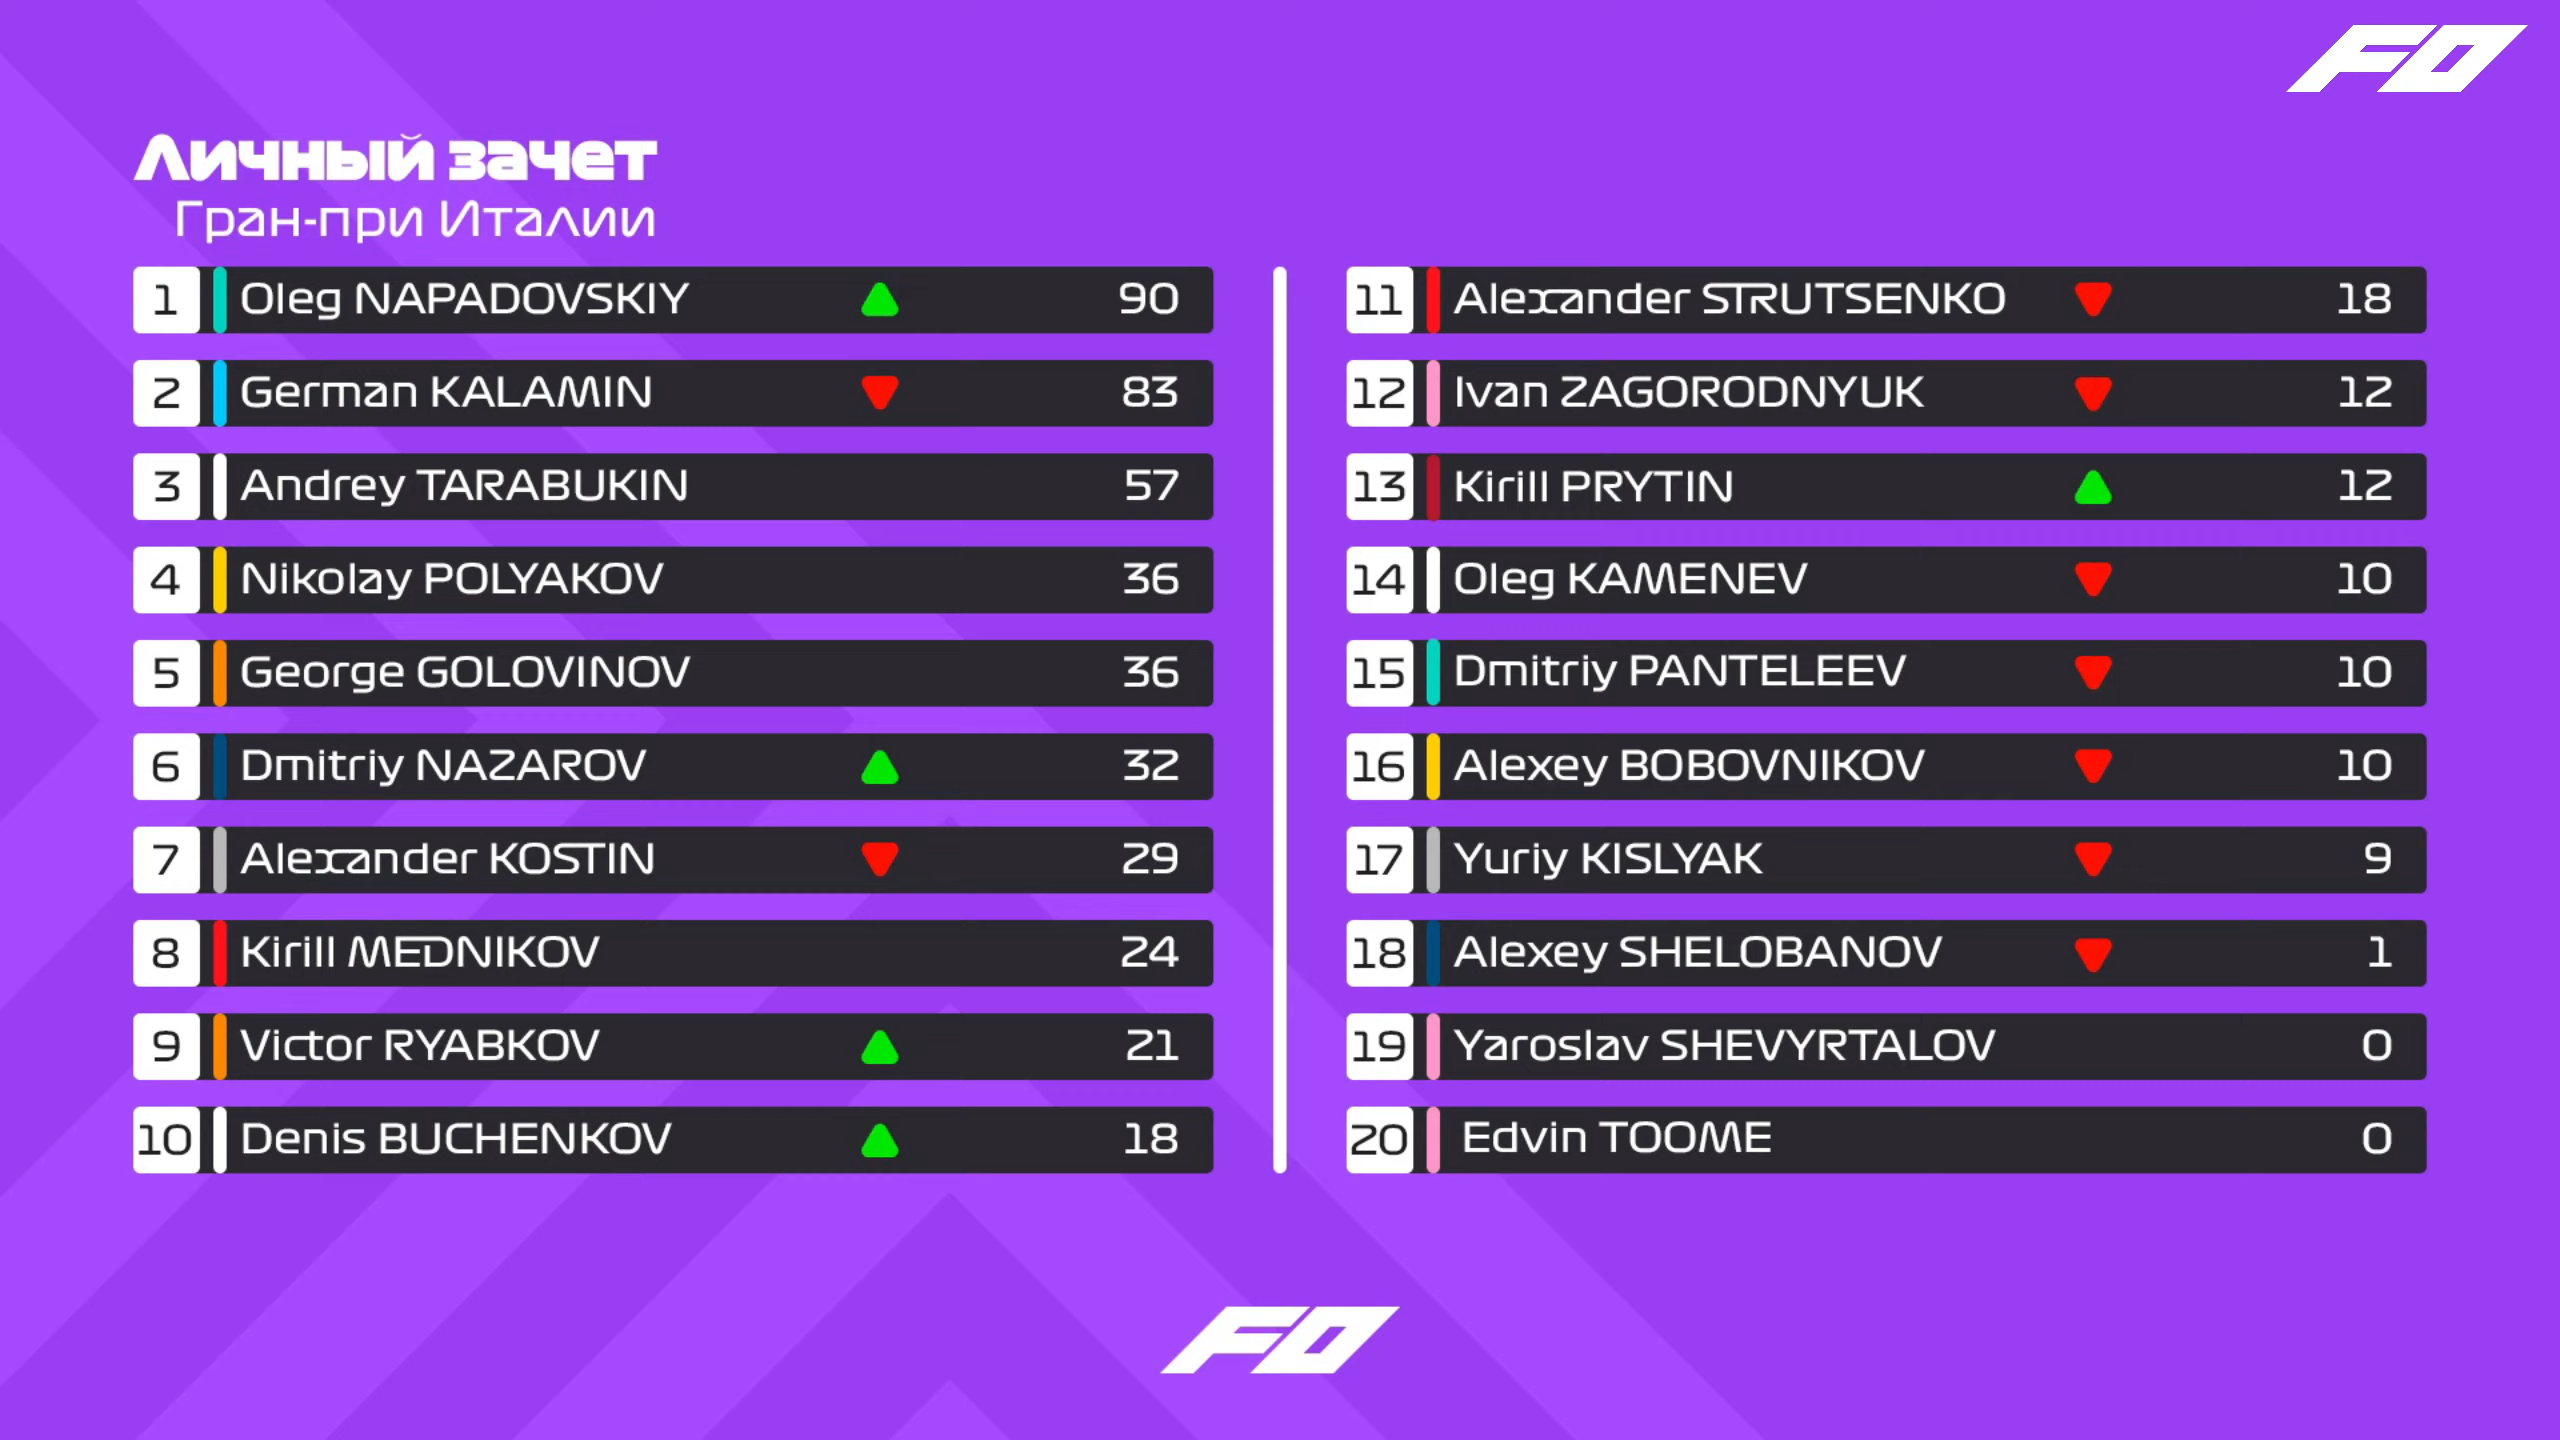 FO
Личный зачет
Гран-при Италии
1 Oleg NAPADOVSKIY 90
2 German KALAMIN 83
3 Andrey TARABUKIN 57
4 Nikolay POLYAKOV 36
5 George GOLOVINOV 36
6 Dmitriy NAZAROV 32
7 Alexander KOSTIN 29
8 Kirill MEDNIKOV 24
9 Victor RYABKOV 21
10 Denis BUCHENKOV 18
11 Alexander STRUTSENKO 18
12 Ivan ZAGORODNYUK 12
13 Kirill PRYTIN 12
14 Oleg KAMENEV 10
15 Dmitriy PANTELEEV 10
16 Alexey BOBOVNIKOV 10
17 Yuriy KISLYAK 9
18 Alexey SHELOBANOV 1
19 Yaroslav SHEVYRTALOV 0
20 Edvin TOOME 0
FO